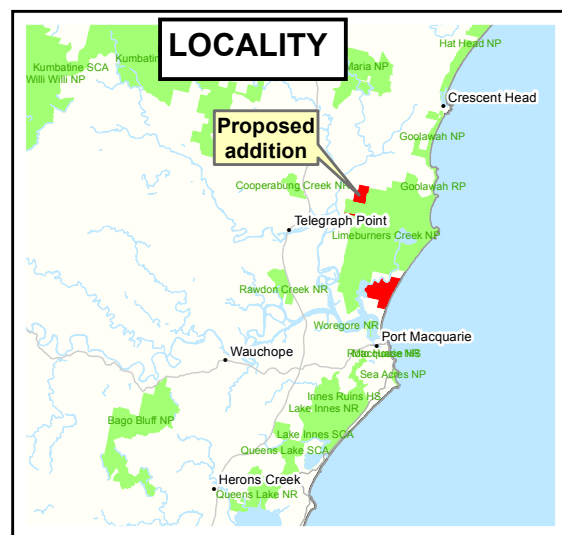 LOCALITY
Hat Head NP
Kumbatine SCA
Kumbatine
Willi Willi NP
Maria NP
Crescent Head
Goolawah NP
Proposed
addition
Cooperabung Creek NR
Goolawah RP
Telegraph Point
Limeburners Creek NP
Rawdon Creek NR
Woregore NR
Port Macquarie
Wauchope
Sea Acres NP
Innes Ruins HS
Lake Innes NR
Bago Bluff NP
Lake Innes SCA
Queens Lake SCA
Herons Creek
Queens Lake NR